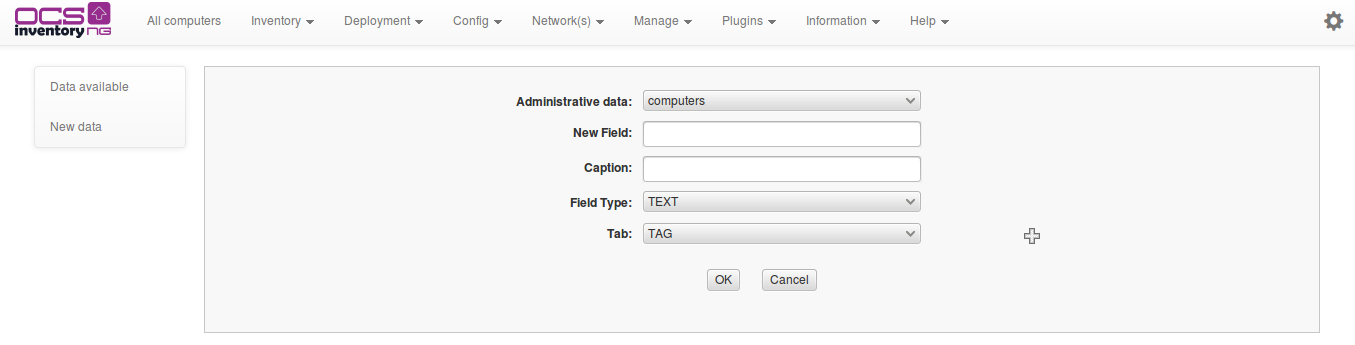 OCS inventory NG
All computers Inventory Deployment Config Network(s) Manage Plugins Information Help
Data available
New data
Administrative data: computers
New Field:
Caption:
Field Type: TEXT
Tab: TAG
OK Cancel